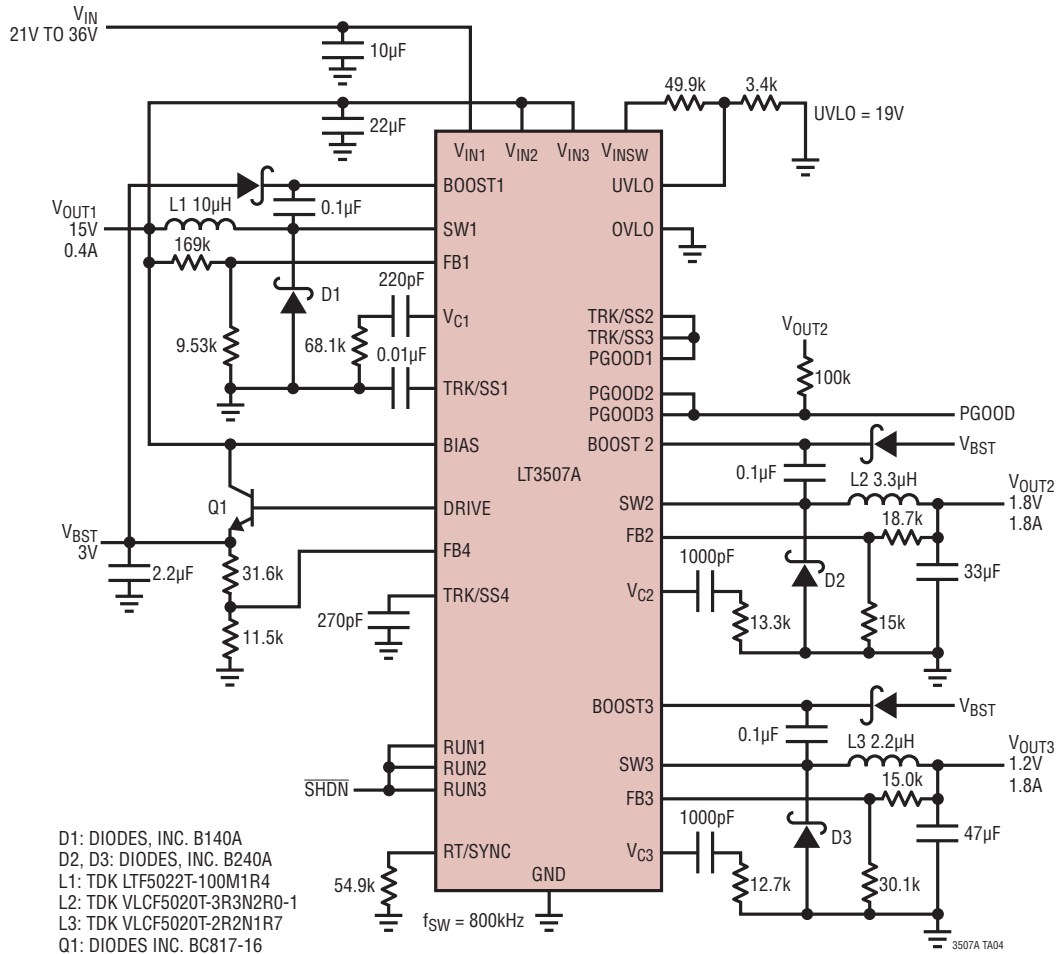 VIN
21V TO 36V
10µF
22µF
49.9k
3.4k
UVLO = 19V
VIN1
VIN2
VIN3
VINSW
BOOST1
UVLO
0.1µF
VOUT1
15V
0.4A
L1 10µH
SW1
OVLO
169k
FB1
220pF
D1
VC1
9.53k
68.1k
0.01µF
TRK/SS1
TRK/SS2
TRK/SS3
PGOOD1
VOUT2
100k
PGOOD2
PGOOD3
PGOOD
BIAS
BOOST 2
VBST
LT3507A
0.1µF
L2 3.3µH
VOUT2
1.8V
1.8A
Q1
DRIVE
SW2
18.7k
VBST
3V
FB4
FB2
2.2µF
31.6k
1000pF
D2
33µF
TRK/SS4
VC2
270pF
11.5k
13.3k
15k
BOOST3
VBST
0.1µF
L3 2.2µH
VOUT3
1.2V
1.8A
RUN1
RUN2
RUN3
SHDN
SW3
15.0k
FB3
1000pF
D3
47µF
RT/SYNC
VC3
54.9k
GND
12.7k
30.1k
fSW = 800kHz
D1: DIODES, INC. B140A
D2, D3: DIODES, INC. B240A
L1: TDK LTF5022T-100M1R4
L2: TDK VLCF5020T-3R3N2R0-1
L3: TDK VLCF5020T-2R2N1R7
Q1: DIODES INC. BC817-16
3507A TA04